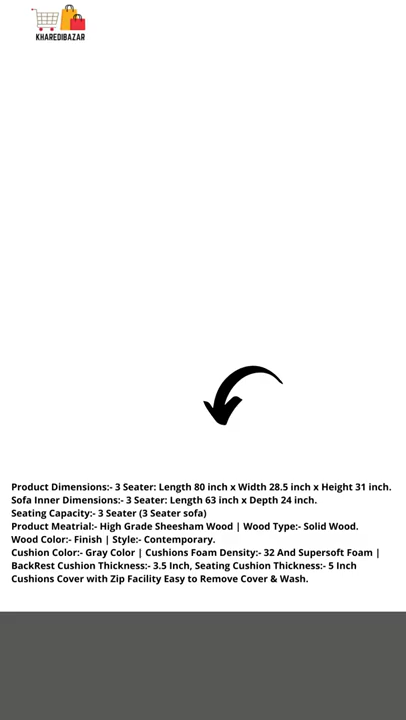 KHAREDIBAZAR
Product Dimensions:- 3 Seater: Length 80 inch x Width 28.5 inch x Height 31 inch.
Sofa Inner Dimensions:- 3 Seater: Length 63 inch x Depth 24 inch.
Seating Capacity:- 3 Seater (3 Seater sofa)
Product Meatrial:- High Grade Sheesham Wood | Wood Type:- Solid Wood.
Wood Color:- Finish | Style:- Contemporary.
Cushion Color:- Gray Color | Cushions Foam Density:- 32 And Supersoft Foam |
BackRest Cushion Thickness:- 3.5 Inch, Seating Cushion Thickness:- 5 Inch
Cushions Cover with Zip Facility Easy to Remove Cover & Wash.